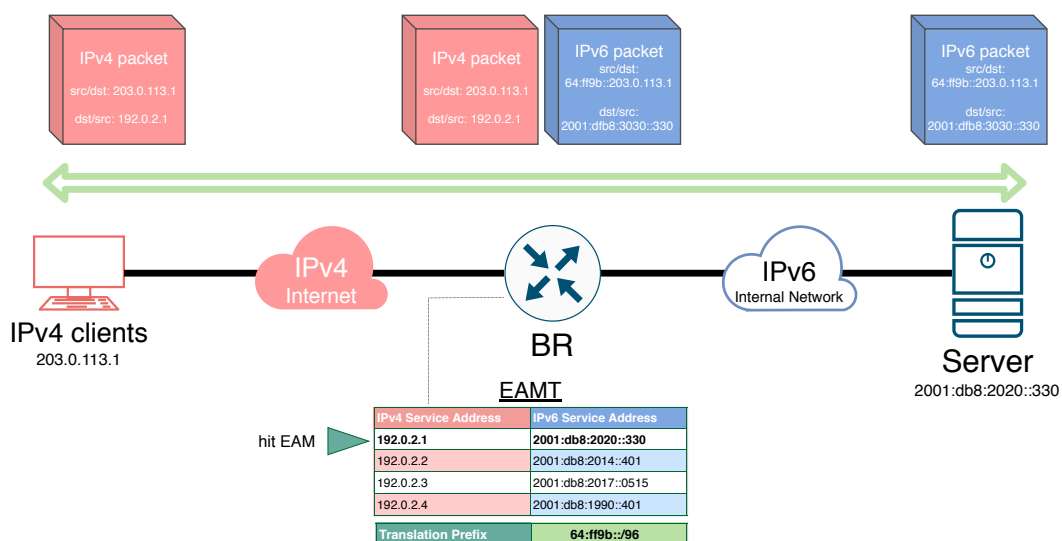 IPv4 packet
src/dst: 203.0.113.1
dst/src: 192.0.2.1
IPv4 packet
src/dst: 203.0.113.1
dst/src: 192.0.2.1
IPv6 packet
src/dst:
64:ff9b::203.0.113.1
dst/src:
2001:dfb8:3030::330
IPv6 packet
src/dst:
64:ff9b::203.0.113.1
dst/src:
2001:dfb8:3030::330
IPv4
Internet
IPv6
Internal Network
IPv4 clients
203.0.113.1
BR
Server
2001:db8:2020::330
EAMT
IPv4 Service Address IPv6 Service Address
hit EAM
192.0.2.1 2001:db8:2020::330
192.0.2.2 2001:db8:2014::401
192.0.2.3 2001:db8:2017::0515
192.0.2.4 2001:db8:1990::401
Translation Prefix 64:ff9b::/96